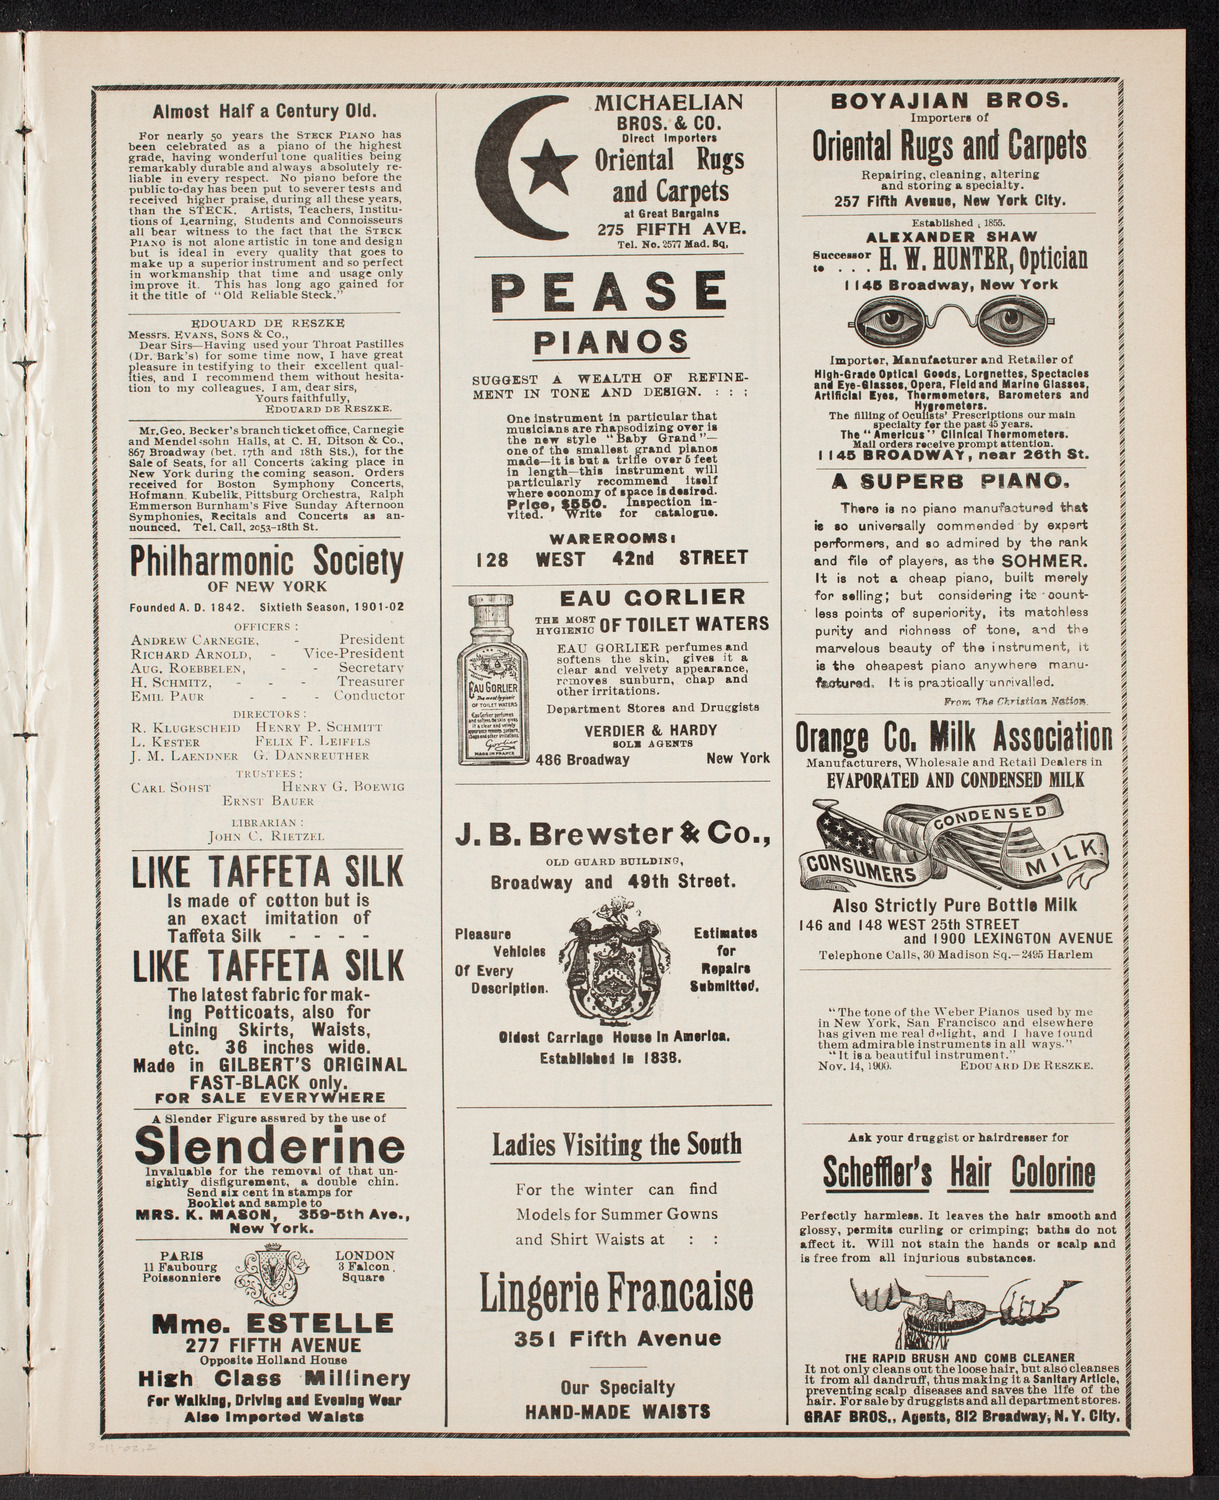 Almost Half a Century Old.
For nearly 50 years the STECK PIANO has
been celebrated as a piano of the highest
grade, having wonderful tone qualities being
remarkably durable and always absolutely re-
liable in every respect. No piano before the
public to-day has been put to severer tests and
received higher praise, during all these years,
than the STECK. Artists, Teachers, Institu-
tions of Learning, Students and Connoisseurs
all bear witness to the fact that the STECK
PIANO is not alone artistic in tone and design
but is ideal in every quality that goes to
make up a superior instrument and so perfect
in workmanship that time and usage only
improve it. This has long ago gained for
it the title of "Old Reliable Steck."
EDOUARD DE RESZKE
Messrs. EVANS, SONS & Co.,
Dear Sirs—Having used your Throat Pastilles
(Dr. Bark's) for some time now, I have great
pleasure in testifying to their excellent qual-
ities, and I recommend them without hesita-
tion to my colleagues. I am, dear sirs,
Yours faithfully,
EDOUARD DE RESZKE.
Mr. Geo. Becker's branch ticket office, Carnegie
and Mendelssohn Halls, at C. H. Ditson & Co.,
867 Broadway (bet. 17th and 18th Sts.), for the
Sale of Seats, for all Concerts taking place in
New York during the coming season. Orders
received for Boston Symphony Concerts,
Hofmann, Kubelik, Pittsburg Orchestra, Ralph
Emmerson Burnham's Five Sunday Afternoon
Symphonies, Recitals and Concerts as an-
nounced. Tel. Call, 2053-18th St.
Philharmonic Society
OF NEW YORK
Founded A. D. 1842. Sixtieth Season, 1901-02
OFFICERS:
ANDREW CARNEGIE, - President
RICHARD ARNOLD, - Vice-President
AUG. ROEBBELEN, - - Secretary
H. SCHMITZ, - - - Treasurer
EMIL PAUR - - - Conductor
DIRECTORS:
R. KLUGESCHEID HENRY P. SCHMITT
L. KESTER FELIX F. LEIFELS
J. M. LAENDNER G. DANNREUTHER
TRUSTEES:
CARL SOHST HENRY G. BOEWIG
ERNST BAUER
LIBRARIAN:
JOHN C. RIETZEL
LIKE TAFFETA SILK
Is made of cotton but is
an exact imitation of
Taffeta Silk - - - -
LIKE TAFFETA SILK
The latest fabric for mak-
ing Petticoats, also for
Lining Skirts, Waists,
etc. 36 inches wide.
Made in GILBERT'S ORIGINAL
FAST-BLACK only.
FOR SALE EVERYWHERE
A Slender Figure assured by the use of
Slenderine
Invaluable for the removal of that un-
sightly disfigurement, a double chin.
Send six cent in stamps for
Booklet and sample to
MRS. K. MASON, 359-5th Ave.,
New York.
PARIS
11 Faubourg
Poissonniere
LONDON
3 Falcon
Square
Mme. ESTELLE
277 FIFTH AVENUE
Opposite Holland House
High Class Millinery
For Walking, Driving and Evening Wear
Also Imported Waists
MICHAELIAN
BROS. & CO.
Direct Importers
Oriental Rugs
and Carpets
at Great Bargains
275 FIFTH AVE.
Tel. No. 2577 Mad. Sq.
PEASE
PIANOS
SUGGEST A WEALTH OF REFINE-
MENT IN TONE AND DESIGN. : : ;
One instrument in particular that
musicians are rhapsodizing over is
the new style "Baby Grand"—
one of the smallest grand pianos
made—it is but a trifle over 5 feet
in length—this instrument will
particularly recommend itself
where economy of space is desired.
Price, $550. Inspection in-
vited. Write for catalogue.
WAREROOMS:
128 WEST 42nd STREET
EAU GORLIER
THE MOST HYGIENIC OF TOILET WATERS
EAU GORLIER perfumes and
softens the skin, gives it a
clear and velvety appearance,
removes sunburn, chap and
other irritations.
Department Stores and Druggists
VERDIER & HARDY
SOLE AGENTS
486 Broadway New York
EAU GORLIER
The most hygienic
OF TOILET WATERS
Eau Gorlier perfumes
and softens the skin gives
it a clear and velvety
appearance removes sunburn,
chaps and other irritations
Gorlier
MADE IN FRANCE
J. B. Brewster & Co.,
OLD GUARD BUILDING,
Broadway and 49th Street.
Pleasure
Vehicles
Of Every
Description.
Estimates
for
Repairs
Submitted.
Oldest Carriage House in America.
Established in 1838.
Ladies Visiting the South
For the winter can find
Models for Summer Gowns
and Shirt Waists at : :
Lingerie Francaise
351 Fifth Avenue
Our Specialty
HAND-MADE WAISTS
BOYAJIAN BROS.
Importers of
Oriental Rugs and Carpets
Repairing, cleaning, altering
and storing a specialty.
257 Fifth Avenue, New York City.
Established, 1855.
ALEXANDER SHAW
Successor to . . . H. W. HUNTER, Optician
1145 Broadway, New York
Importer, Manufacturer and Retailer of
High-Grade Optical Goods, Lorgnettes, Spectacles
and Eye-Glasses, Opera, Field and Marine Glasses,
Artificial Eyes, Thermometers, Barometers and
Hygrometers.
The filling of Oculists' Prescriptions our main
specialty for the past 45 years.
The "Americus" Clinical Thermometers.
Mail orders receive prompt attention.
1145 BROADWAY, near 26th St.
A SUPERB PIANO.
There is no piano manufactured that
is so universally commended by expert
performers, and so admired by the rank
and file of players, as the SOHMER.
It is not a cheap piano, built merely
for selling; but considering its count-
less points of superiority, its matchless
purity and richness of tone, and the
marvelous beauty of the instrument, it
is the cheapest piano anywhere manu-
factured. It is practically unrivalled.
From The Christian Nation.
Orange Co. Milk Association
Manufacturers, Wholesale and Retail Dealers in
EVAPORATED AND CONDENSED MILK
CONSUMERS CONDENSED MILK.
Also Strictly Pure Bottle Milk
146 and 148 WEST 25th STREET
and 1900 LEXINGTON AVENUE
Telephone Calls, 30 Madison Sq.—2495 Harlem
"The tone of the Weber Pianos used by me
in New York, San Francisco and elsewhere
has given me real delight, and I have found
them admirable instruments in all ways."
"It is a beautiful instrument."
Nov. 14, 1900. EDOUARD DE RESZKE.
Ask your druggist or hairdresser for
Scheffler's Hair Colorine
Perfectly harmless. It leaves the hair smooth and
glossy, permits curling or crimping; baths do not
affect it. Will not stain the hands or scalp and
is free from all injurious substances.
THE RAPID BRUSH AND COMB CLEANER
It not only cleans out the loose hair, but also cleanses
it from all dandruff, thus making it a Sanitary Article,
preventing scalp diseases and saves the life of the
hair. For sale by druggists and all department stores.
GRAF BROS., Agents, 812 Broadway, N. Y. City.